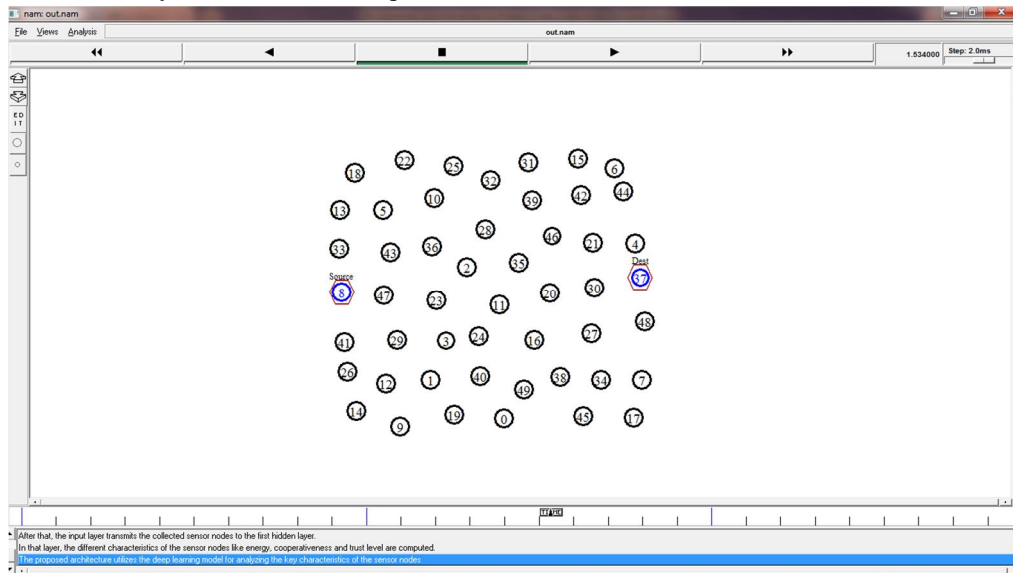 nam: out.nam
File Views Analysis out.nam
1.534000 Step: 2.0ms
ED
IT
22 25 31 15 6
18 32 42 44
10 39
13 5
28 46 21 4
33 43 36
2 35 Dest
37
Source
8 47 23 11 20 30
48
41 29 3 24 16 27
26 12 1 40 49 38 34 7
14 9 19 0 45 17
TIME
After that, the input layer transmits the collected sensor nodes to the first hidden layer.
In that layer, the different characteristics of the sensor nodes like energy, cooperativeness and trust level are computed.
The proposed architecture utilizes the deep learning model for analyzing the key characteristics of the sensor nodes